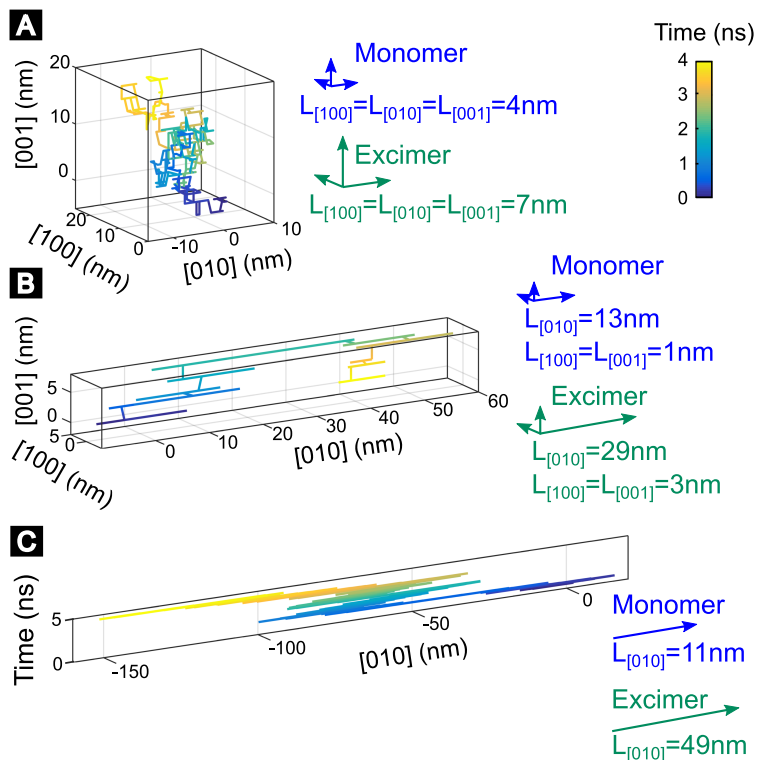 A
20
10
0
[001] (nm)
20
10
0
[100] (nm)
-10
0
10
[010] (nm)
Monomer
L[100]=L[010]=L[001]=4nm
Excimer
L[100]=L[010]=L[001]=7nm
Time (ns)
4
3
2
1
0
B
5
0
[001] (nm)
5
0
[100] (nm)
0
10
20
30
40
50
60
[010] (nm)
Monomer
L[010]=13nm
L[100]=L[001]=1nm
Excimer
L[010]=29nm
L[100]=L[001]=3nm
C
Time (ns)
5
0
-150
-100
-50
0
[010] (nm)
Monomer
L[010]=11nm
Excimer
L[010]=49nm